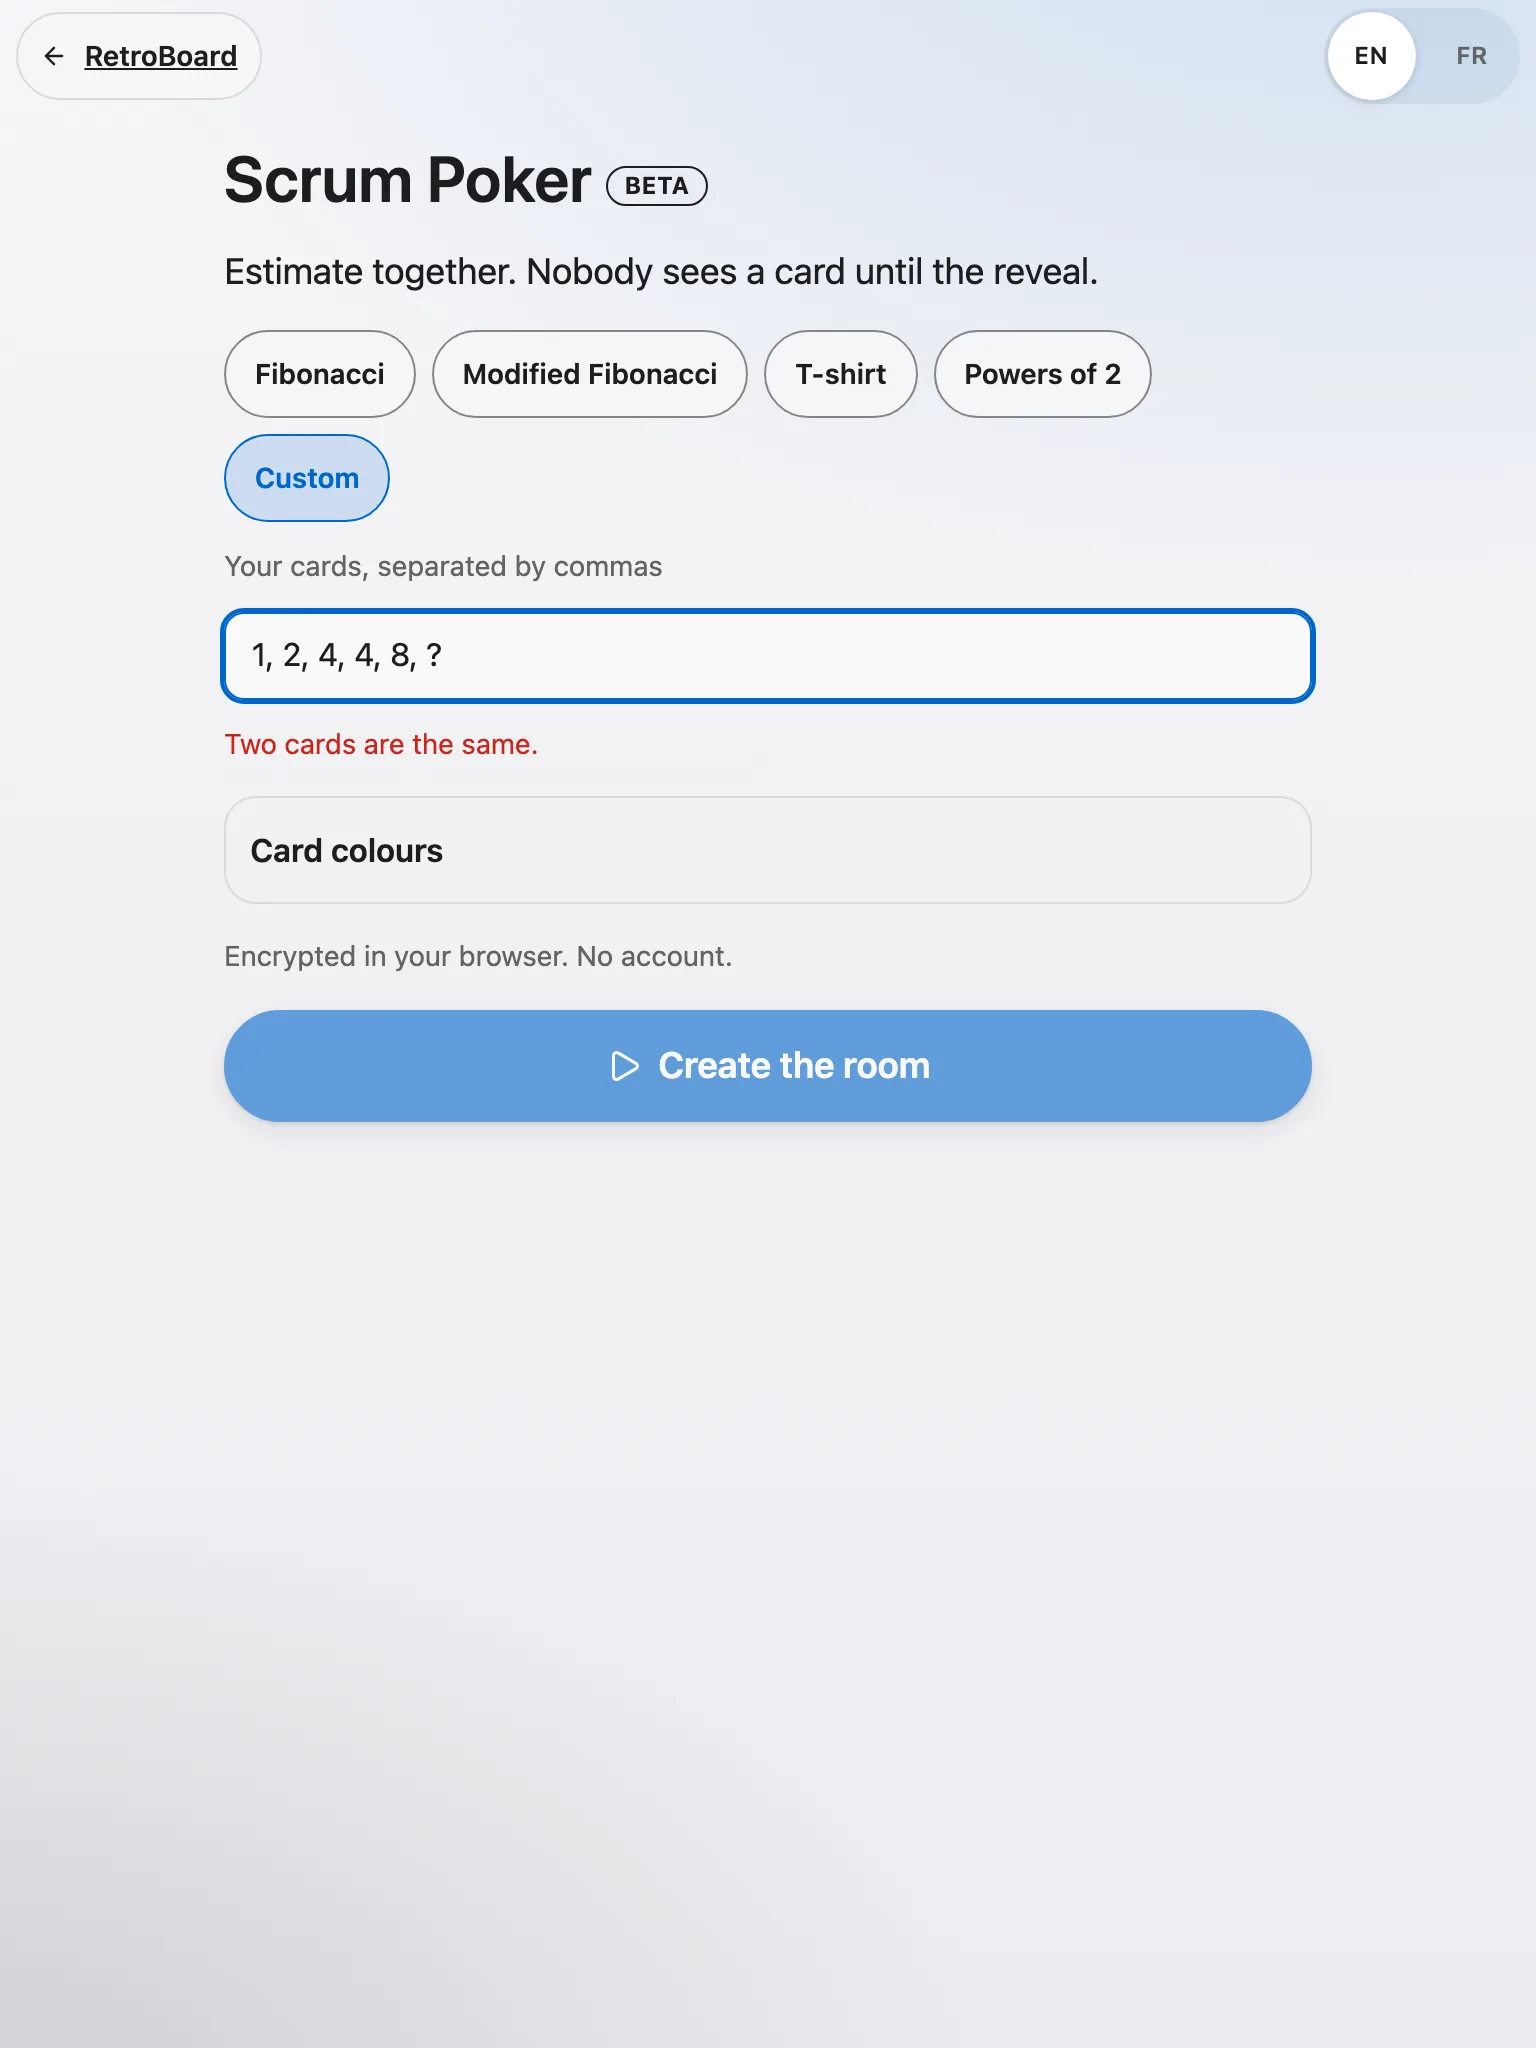 RetroBoard
EN FR
Scrum Poker BETA
Estimate together. Nobody sees a card until the reveal.
Fibonacci Modified Fibonacci T-shirt Powers of 2
Custom
Your cards, separated by commas
1, 2, 4, 4, 8, ?
Two cards are the same.
Card colours
Encrypted in your browser. No account.
Create the room